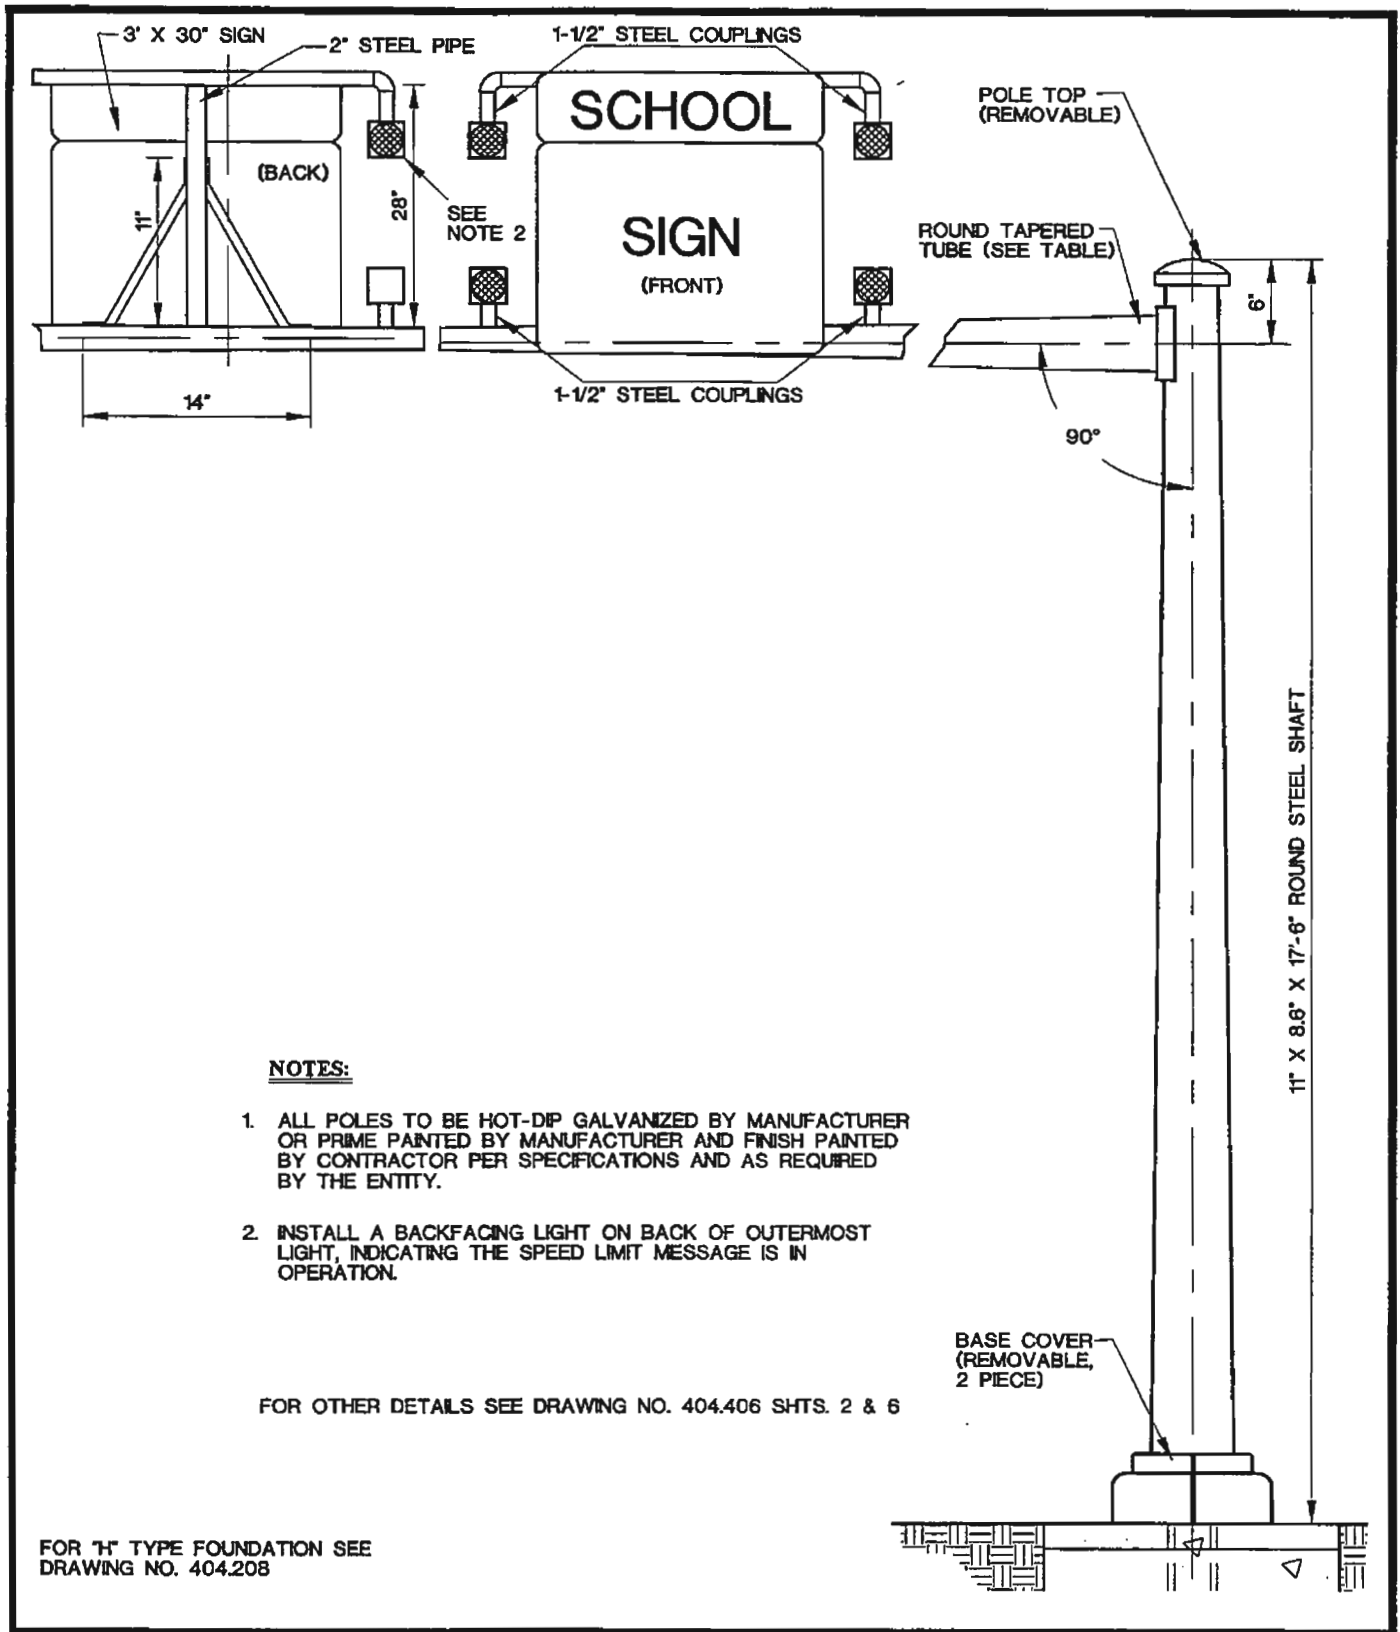 3' X 30" SIGN
2" STEEL PIPE
1-1/2" STEEL COUPLINGS
SCHOOL
POLE TOP
(REMOVABLE)
(BACK)
11"
28"
SEE
NOTE 2
SIGN
(FRONT)
ROUND TAPERED
TUBE (SEE TABLE)
6"
14"
1-1/2" STEEL COUPLINGS
90°
11" X 8.6" X 17'-6" ROUND STEEL SHAFT
NOTES:
1. ALL POLES TO BE HOT-DIP GALVANIZED BY MANUFACTURER
OR PRIME PAINTED BY MANUFACTURER AND FINISH PAINTED
BY CONTRACTOR PER SPECIFICATIONS AND AS REQUIRED
BY THE ENTITY.
2. INSTALL A BACKFACING LIGHT ON BACK OF OUTERMOST
LIGHT, INDICATING THE SPEED LIMIT MESSAGE IS IN
OPERATION.
BASE COVER
(REMOVABLE,
2 PIECE)
FOR OTHER DETAILS SEE DRAWING NO. 404.406 SHTS. 2 & 6
FOR "H" TYPE FOUNDATION SEE
DRAWING NO. 404.208